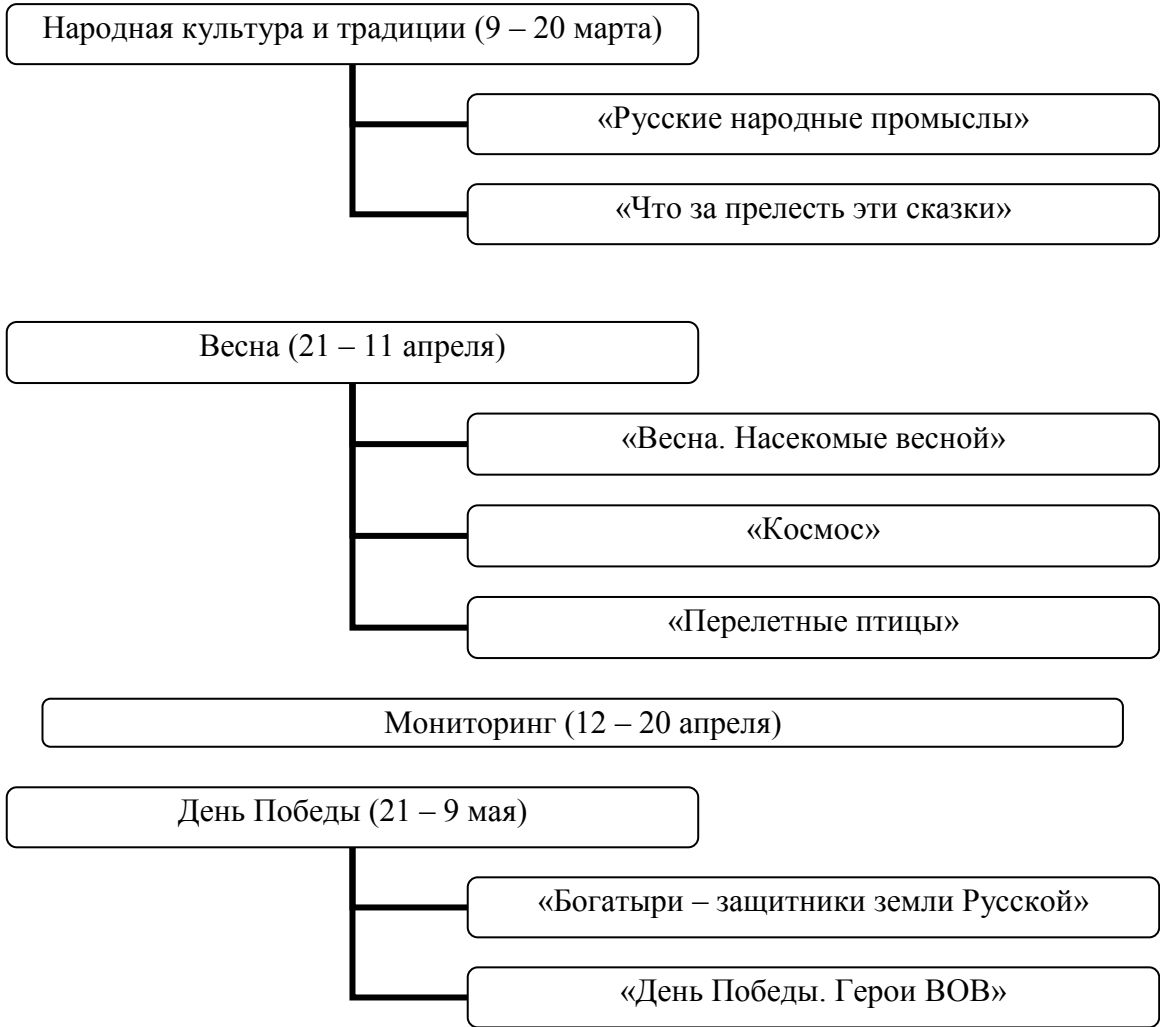 Народная культура и традиции (9 – 20 марта)
«Русские народные промыслы»
«Что за прелесть эти сказки»
Весна (21 – 11 апреля)
«Весна. Насекомые весной»
«Космос»
«Перелетные птицы»
Мониторинг (12 – 20 апреля)
День Победы (21 – 9 мая)
«Богатыри – защитники земли Русской»
«День Победы. Герои ВОВ»